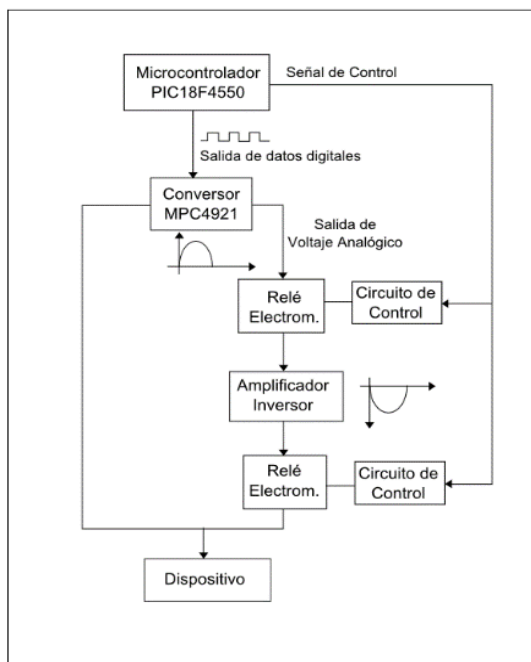 Microcontrolador
PIC18F4550
Señal de Control
Salida de datos digitales
Conversor
MPC4921
Salida de
Voltaje Analógico
Relé
Electrom.
Circuito de
Control
Amplificador
Inversor
Relé
Electrom.
Circuito de
Control
Dispositivo